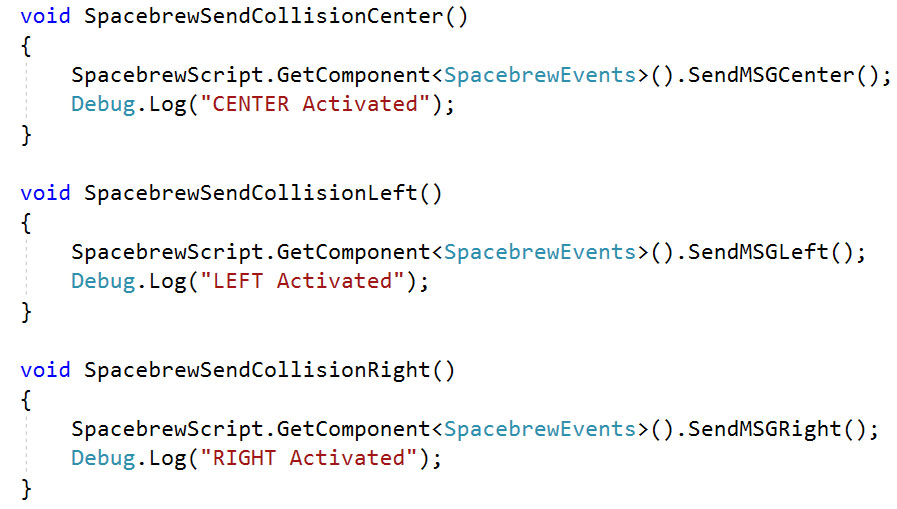 void SpacebrewSendCollisionCenter()
{
    SpacebrewScript.GetComponent<SpacebrewEvents>().SendMSGCenter();
    Debug.Log("CENTER Activated");
}

void SpacebrewSendCollisionLeft()
{
    SpacebrewScript.GetComponent<SpacebrewEvents>().SendMSGLeft();
    Debug.Log("LEFT Activated");
}

void SpacebrewSendCollisionRight()
{
    SpacebrewScript.GetComponent<SpacebrewEvents>().SendMSGRight();
    Debug.Log("RIGHT Activated");
}